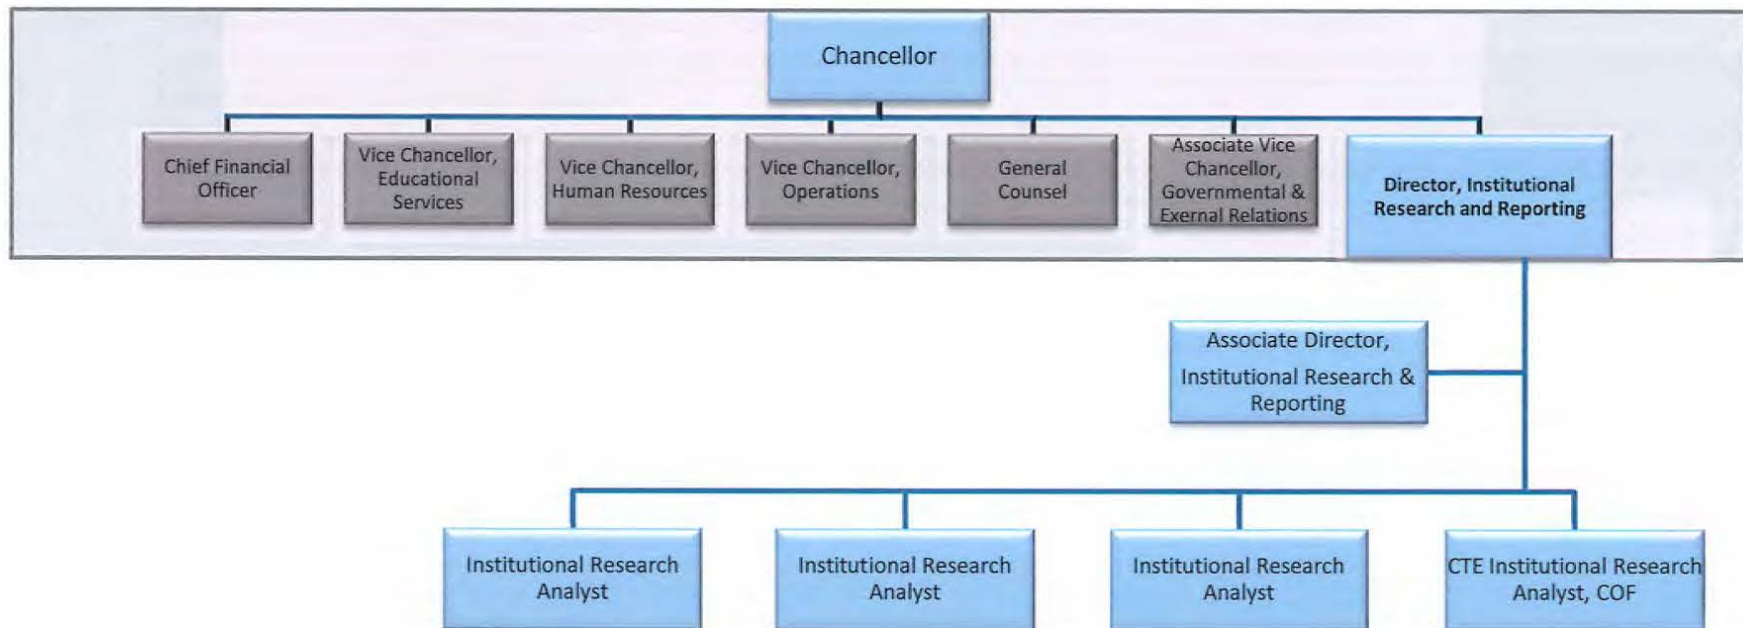 Chancellor
Chief Financial
Officer
Vice Chancellor,
Educational
Services
Vice Chancellor,
Human Resources
Vice Chancellor,
Operations
General
Counsel
Associate Vice
Chancellor,
Governmental &
Exernal Relations
Director, Institutional
Research and Reporting
Associate Director,
Institutional Research &
Reporting
Institutional Research
Analyst
Institutional Research
Analyst
Institutional Research
Analyst
CTE Institutional Research
Analyst, COF